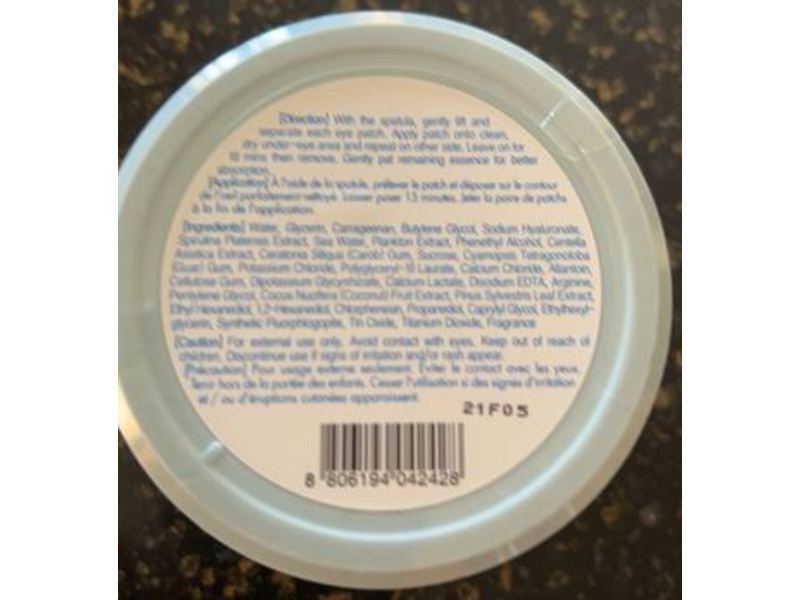 [Direction] With the spatula, gently lift and
separate each eye patch. Apply patch onto clean,
dry under-eye area and repeat on other side. Leave on for
10 mins then remove. Gently pat remaining essence for better
absorption.
[Application] À l'aide de la spatule, prélever le patch et déposer sur le contour
de l'oeil parfaitement nettoyé. Laisser poser 15 minutes. Jeter la paire de patchs
à la fin de l'application.
[Ingredients] Water, Glycerin, Carrageenan, Butylene Glycol, Sodium Hyaluronate,
Spirulina Platensis Extract, Sea Water, Plankton Extract, Phenethyl Alcohol, Centella
Asiatica Extract, Ceratonia Siliqua (Carob) Gum, Sucrose, Cyamopsis Tetragonoloba
(Guar) Gum, Potassium Chloride, Polyglyceryl-10 Laurate, Calcium Chloride, Allantoin,
Cellulose Gum, Dipotassium Glycyrrhizate, Calcium Lactate, Disodium EDTA, Arginine,
Pentylene Glycol, Cocos Nucifera (Coconut) Fruit Extract, Pinus Sylvestris Leaf Extract,
Ethyl Hexanediol, 1,2-Hexanediol, Chlorphenesin, Propanediol, Caprylyl Glycol, Ethylhexyl-
glycerin, Synthetic Fluorphlogopite, Tin Oxide, Titanium Dioxide, Fragrance
[Caution] For external use only. Avoid contact with eyes. Keep out of reach of
children. Discontinue use if signs of irritation and/or rash appear.
[Précaution] Pour usage externe seulement. Éviter le contact avec les yeux.
Tenir hors de la portée des enfants. Cesser l'utilisation si des signes d'irritation
et / ou d'éruptions cutanées apparaissent.
21F05
8 806194 042428